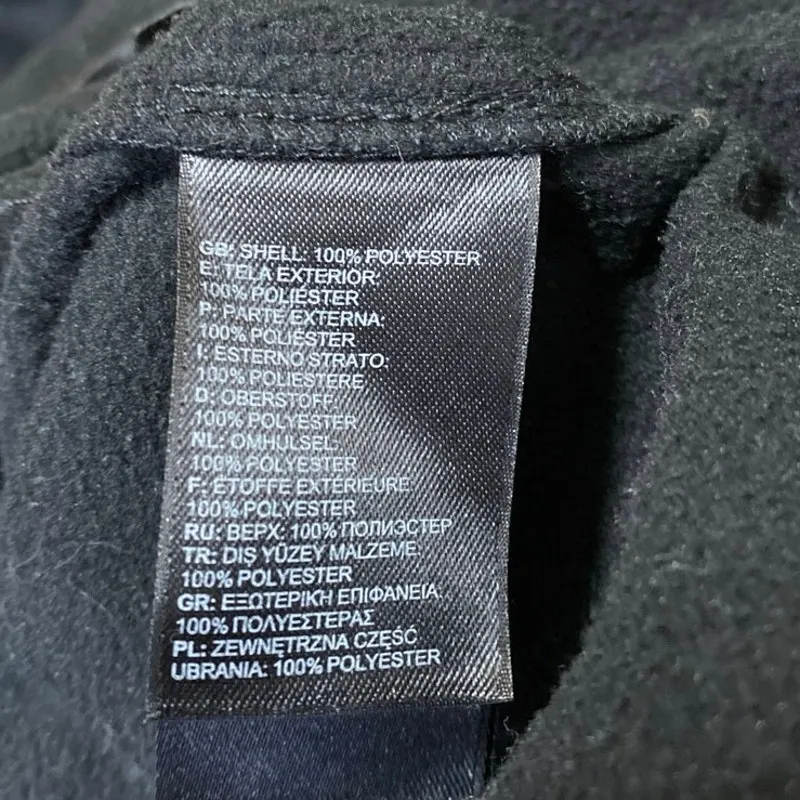 GB: SHELL: 100% POLYESTER
E: TELA EXTERIOR:
100% POLIÉSTER
P: PARTE EXTERNA:
100% POLIÉSTER
I: ESTERNO STRATO:
100% POLIESTERE
D: OBERSTOFF
100% POLYESTER
NL: OMHULSEL:
100% POLYESTER
F: ÉTOFFE EXTÉRIEURE:
100% POLYESTER
RU: ВЕРХ: 100% ПОЛИЭСТЕР
TR: DIŞ YÜZEY MALZEME:
100% POLYESTER
GR: ΕΞΩΤΕΡΙΚΗ ΕΠΙΦΆΝΕΙΑ:
100% ΠΟΛΥΕΣΤΕΡΑΣ
PL: ZEWNĘTRZNA CZĘŚĆ
UBRANIA: 100% POLYESTER